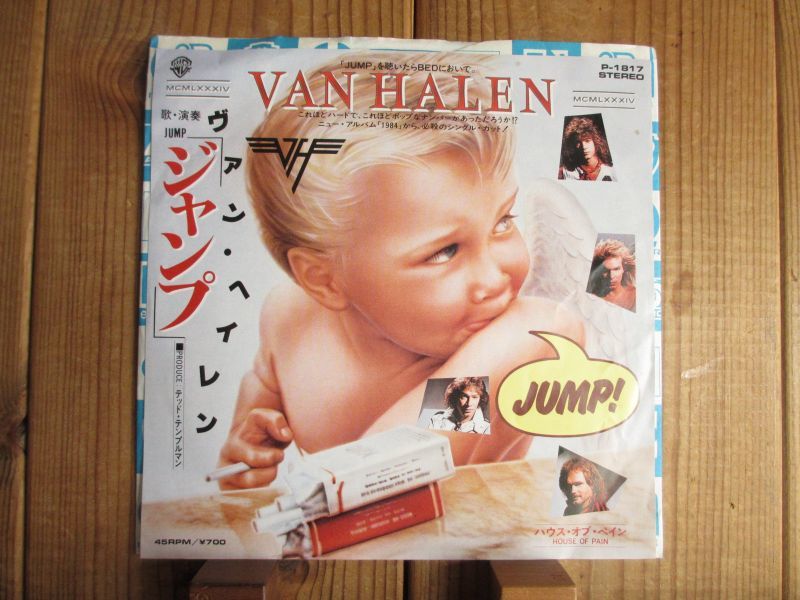 「JUMP」を聴いたらBEDにおいて。
P-1817
STEREO
VAN HALEN
MCMLXXXIV
MCMLXXXIV
これほどハードで、これほどポップなナンバーがあっただろうか!?
ニュー・アルバム「1984」から、必殺のシングル・カット!
歌・演奏
ヴァン・ヘイレン
JUMP
ジャンプ
VH
■PRODUCE:テッド・テンプルマン
JUMP!
ハウス・オブ・ペイン
HOUSE OF PAIN
45RPM/¥700